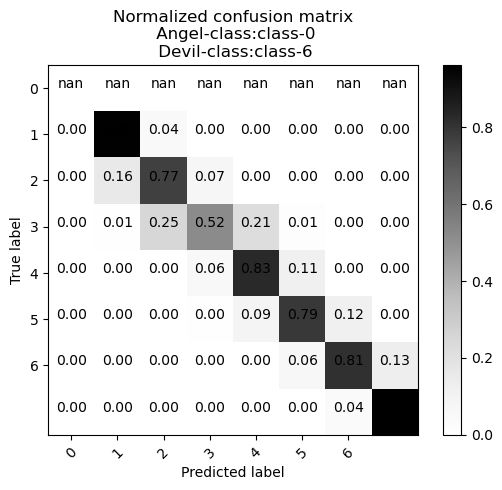 Normalized confusion matrix
Angel-class:class-0
Devil-class:class-6
0 nan nan nan nan nan nan nan nan
1 0.00 0.04 0.00 0.00 0.00 0.00 0.00
2 0.00 0.16 0.77 0.07 0.00 0.00 0.00 0.00
3 0.00 0.01 0.25 0.52 0.21 0.01 0.00 0.00
4 0.00 0.00 0.00 0.06 0.83 0.11 0.00 0.00
5 0.00 0.00 0.00 0.00 0.09 0.79 0.12 0.00
6 0.00 0.00 0.00 0.00 0.00 0.06 0.81 0.13
0.00 0.00 0.00 0.00 0.00 0.00 0.04
0 1 2 3 4 5 6
True label
Predicted label
0.8
0.6
0.4
0.2
0.0